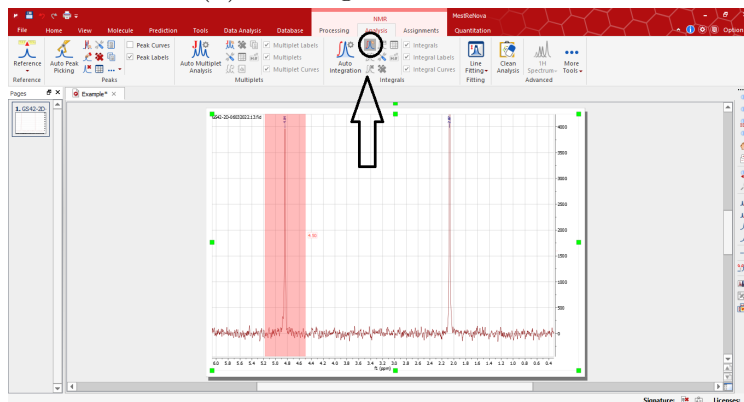 NMR
MestReNova
File Home View Molecule Prediction Tools Data Analysis Database Processing Analysis Assignments Quantitation Option
Peak Curves
Peak Labels
Multiplet Labels
Multiplets
Multiplet Curves
Integrals
Integral Labels
Integral Curves
Reference
Auto Peak Picking
Auto Multiplet Analysis
Auto Integration
Line Fitting
Clean Analysis
1H Spectrum
More Tools
Reference Peaks Multiplets Integrals Fitting Advanced
Pages
Example*
1. GS42-2D-
4000
3500
3000
2500
2000
1500
1000
500
0
6.0 5.8 5.6 5.4 5.2 5.0 4.8 4.6 4.4 4.2 4.0 3.8 3.6 3.4 3.2 3.0 2.8 2.6 2.4 2.2 2.0 1.8 1.6 1.4 1.2 1.0 0.8 0.6 0.4
f1 (ppm)
Signature: Licenses: